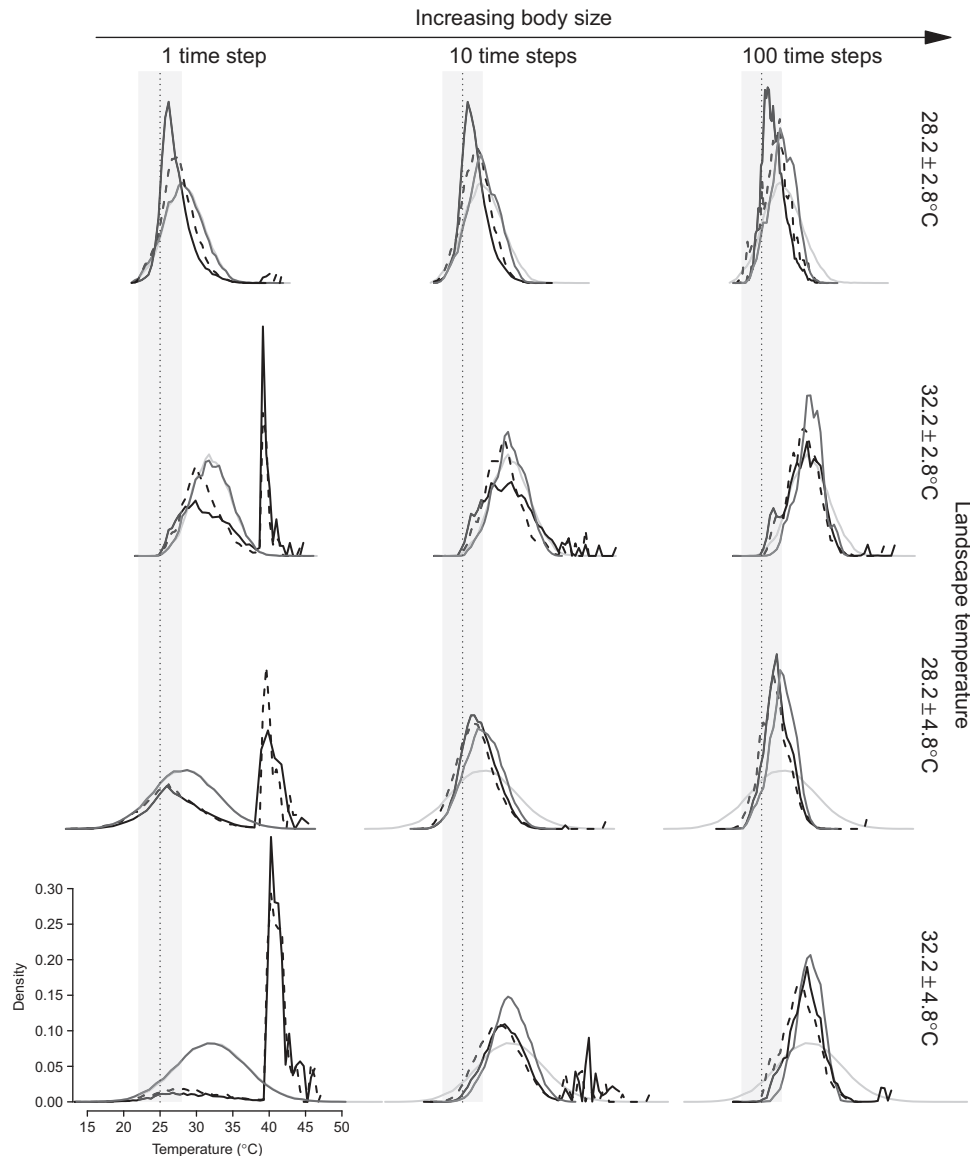 Increasing body size
1 time step
10 time steps
100 time steps
28.2 ± 2.8°C
32.2 ± 2.8°C
28.2 ± 4.8°C
32.2 ± 4.8°C
Landscape temperature
0.30
0.25
0.20
0.15
0.10
0.05
0.00
Density
15 20 25 30 35 40 45 50
Temperature (°C)